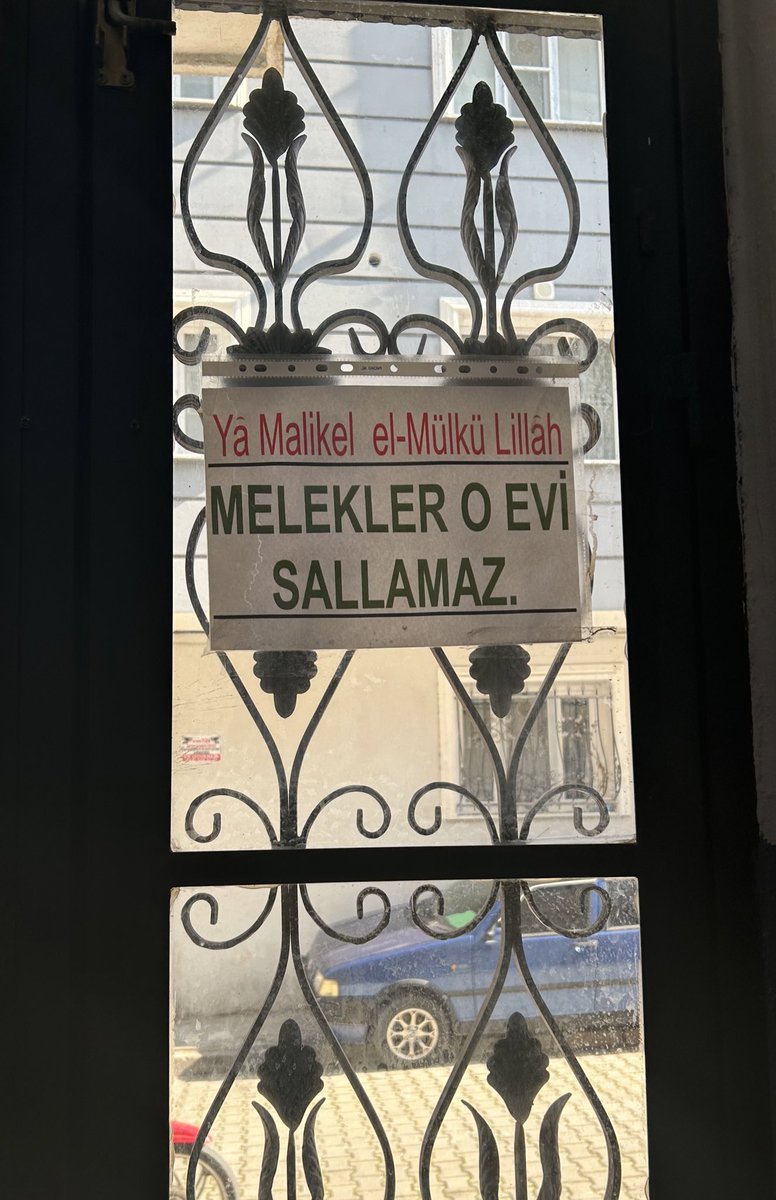 Yâ Malikel el-Mülkü Lillâh
MELEKLER O EVİ
SALLAMAZ.